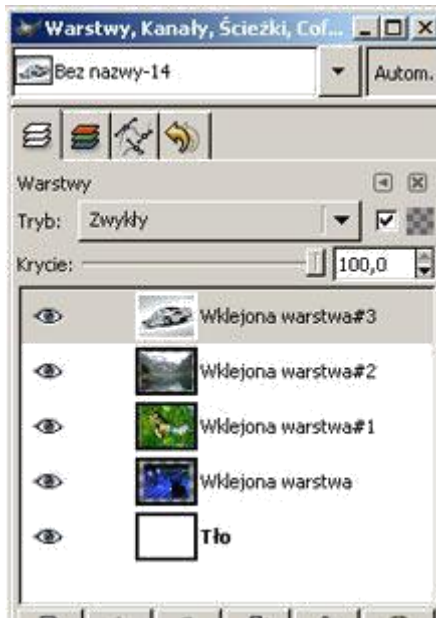 Warstwy, Kanały, Ścieżki, Cof...
Bez nazwy-14
Autom.
Warstwy
Tryb: Zwykły
Krycie: 100,0
Wklejona warstwa#3
Wklejona warstwa#2
Wklejona warstwa#1
Wklejona warstwa
Tło